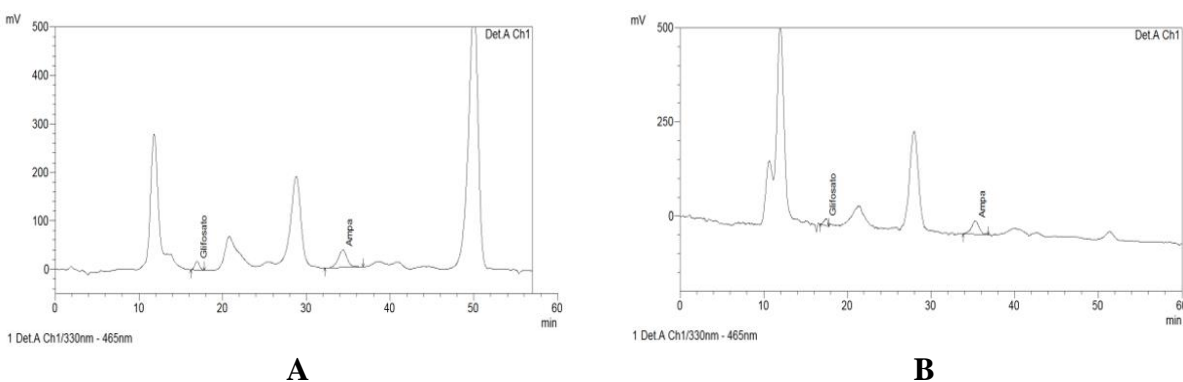 mV
500
400
300
200
100
0
Det.A Ch1
Glifosato
Ampa
0 10 20 30 40 50 60
min
1 Det.A Ch1/330nm - 465nm
A
mV
500
250
0
Det.A Ch1
Glifosato
Ampa
0 10 20 30 40 50 60
min
1 Det.A Ch1/330nm - 465nm
B